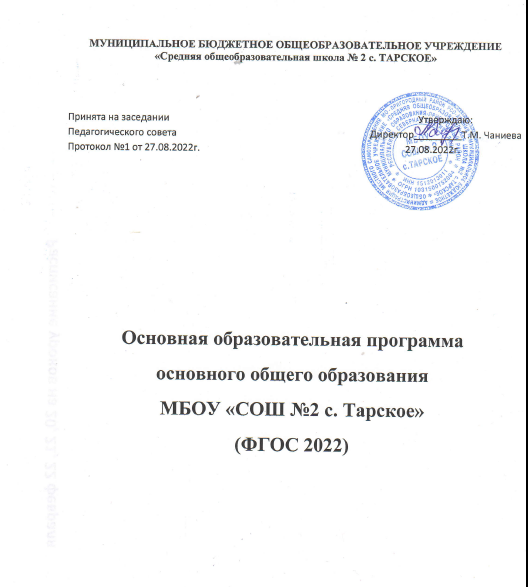 МУНИЦИПАЛЬНОЕ БЮДЖЕТНОЕ ОБЩЕОБРАЗОВАТЕЛЬНОЕ УЧРЕЖДЕНИЕ
«Средняя общеобразовательная школа № 2 с. ТАРСКОЕ»
Принята на заседании
Педагогического совета
Протокол №1 от 27.08.2022г.
Утверждаю:
Директор Т.М. Чаниева
27.08.2022г.
с.ТАРСКОЕ
Основная образовательная программа
основного общего образования
МБОУ «СОШ №2 с. Тарское»
(ФГОС 2022)